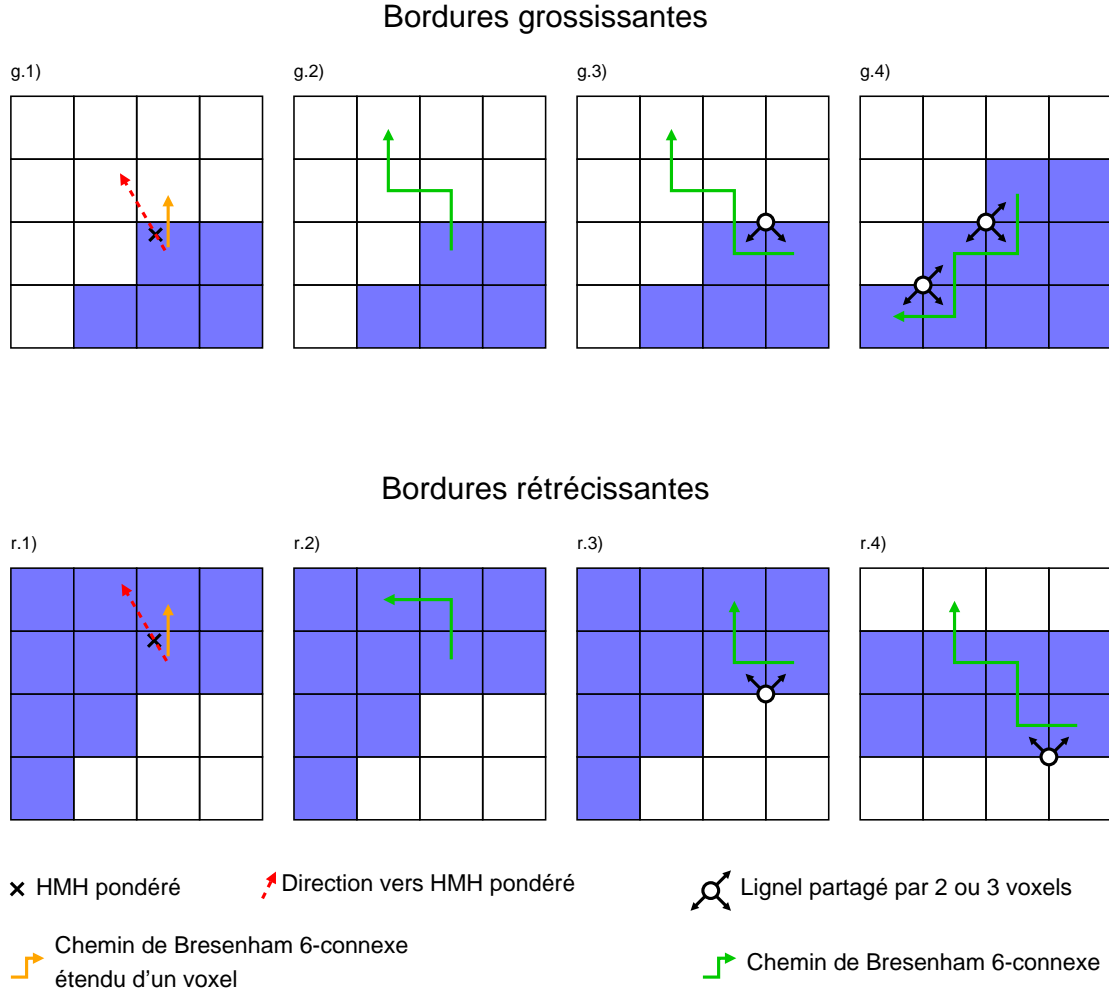 Bordures grossissantes
g.1) g.2) g.3) g.4)
Bordures rétrécissantes
r.1) r.2) r.3) r.4)
HMH pondéré
Direction vers HMH pondéré
Lignel partagé par 2 ou 3 voxels
Chemin de Bresenham 6-connexe
étendu d'un voxel
Chemin de Bresenham 6-connexe